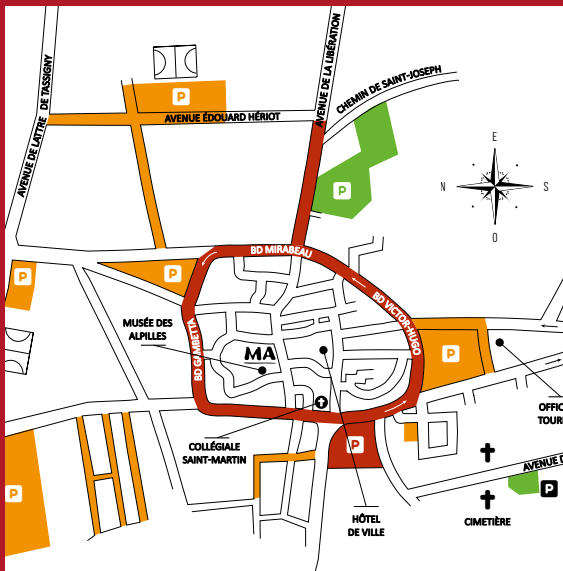 AVENUE DE LATTRE DE TASSIGNY
P
AVENUE ÉDOUARD HÉRIOT
AVENUE DE LA LIBÉRATION
CHEMIN DE SAINT-JOSEPH
P
E
N
S
O
BD MIRABEAU
P
P
BD VICTOR-HUGO
MUSÉE DES
ALPILLES
BD GAMBETTA
MA
P
OFFIC
TOUR
COLLÉGIALE
SAINT-MARTIN
P
AVENUE D
P
P
HÔTEL
DE VILLE
CIMETIÈRE